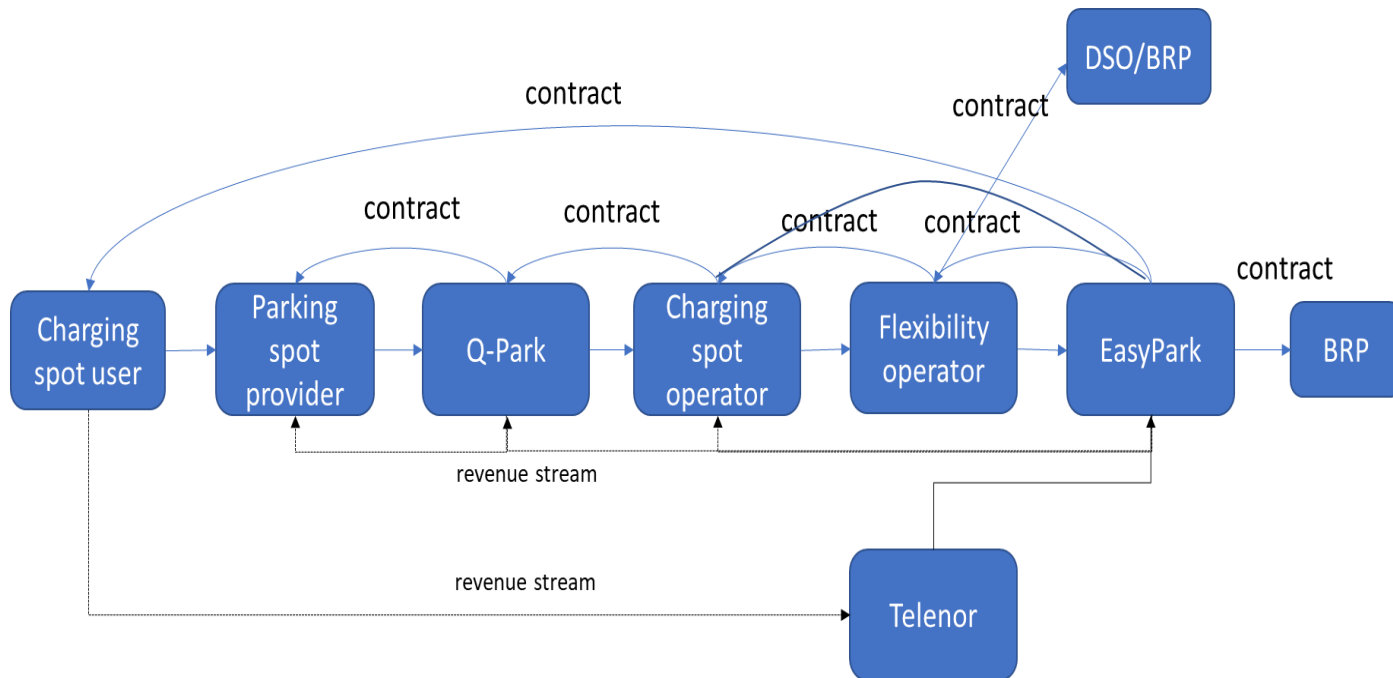 DSO/BRP
contract
contract
contract
contract
contract
contract
contract
Charging
spot user
Parking
spot
provider
Q-Park
Charging
spot
operator
Flexibility
operator
EasyPark
BRP
revenue stream
revenue stream
Telenor